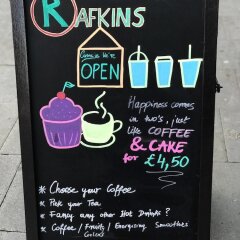 RAFKINS
Come We're
OPEN
Happiness comes
in two's, just
like COFFEE
& CAKE
for £4,50
* Choose your Coffee
* Pick your Tea
* Fancy any other Hot Drinks?
* Coffee / Fruits / Energising Smoothies
Coolers